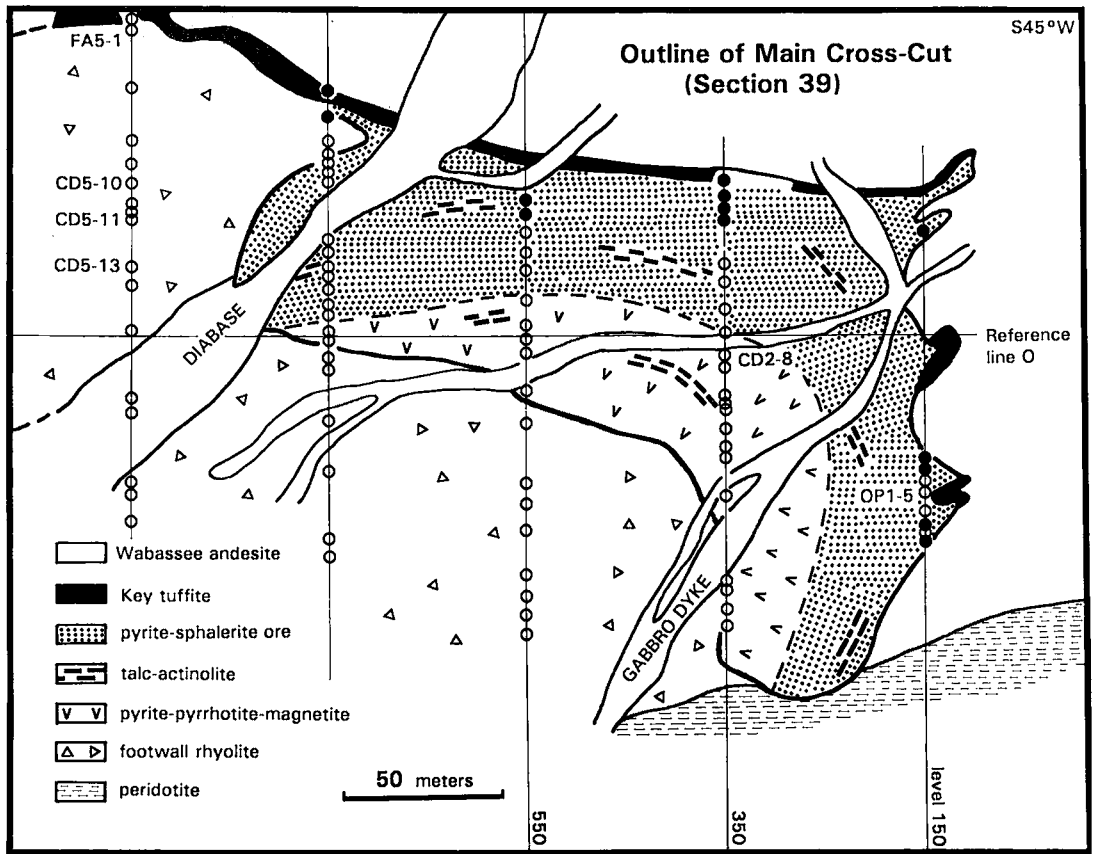 S45°W
Outline of Main Cross-Cut
(Section 39)
FA5-1
CD5-10
CD5-11
CD5-13
DIABASE
Reference
line O
CD2-8
OP1-5
GABBRO DYKE
Wabassee andesite
Key tuffite
pyrite-sphalerite ore
talc-actinolite
pyrite-pyrrhotite-magnetite
footwall rhyolite
peridotite
50 meters
550
350
level 150